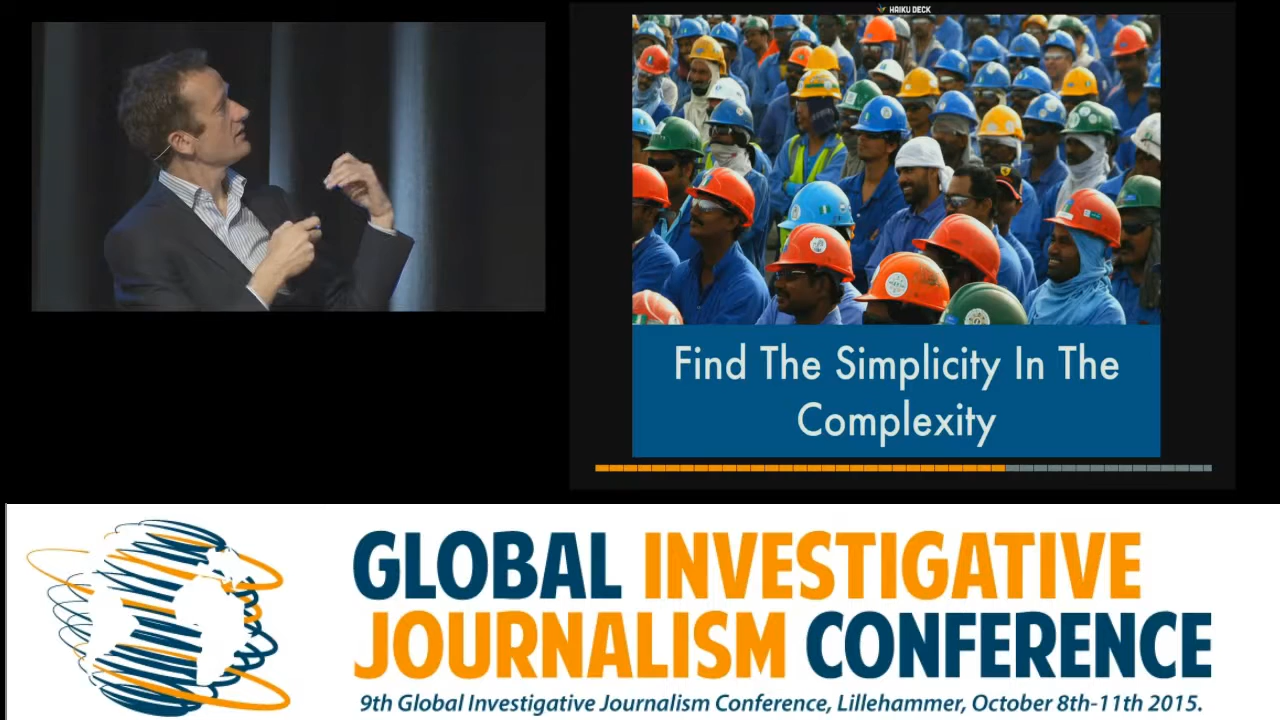 HAIKU DECK
Find The Simplicity In The
Complexity
GLOBAL INVESTIGATIVE
JOURNALISM CONFERENCE
9th Global Investigative Journalism Conference, Lillehammer, October 8th-11th 2015.